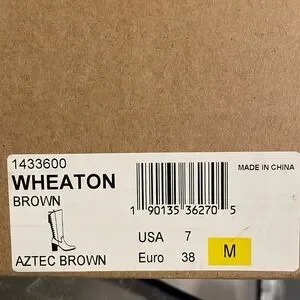 1433600
WHEATON
BROWN
MADE IN CHINA
1 90135 36270 5
USA 7
AZTEC BROWN Euro 38 M